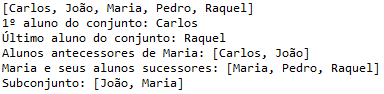 [Carlos, João, Maria, Pedro, Raquel]
1º aluno do conjunto: Carlos
Último aluno do conjunto: Raquel
Alunos antecessores de Maria: [Carlos, João]
Maria e seus alunos sucessores: [Maria, Pedro, Raquel]
Subconjunto: [João, Maria]